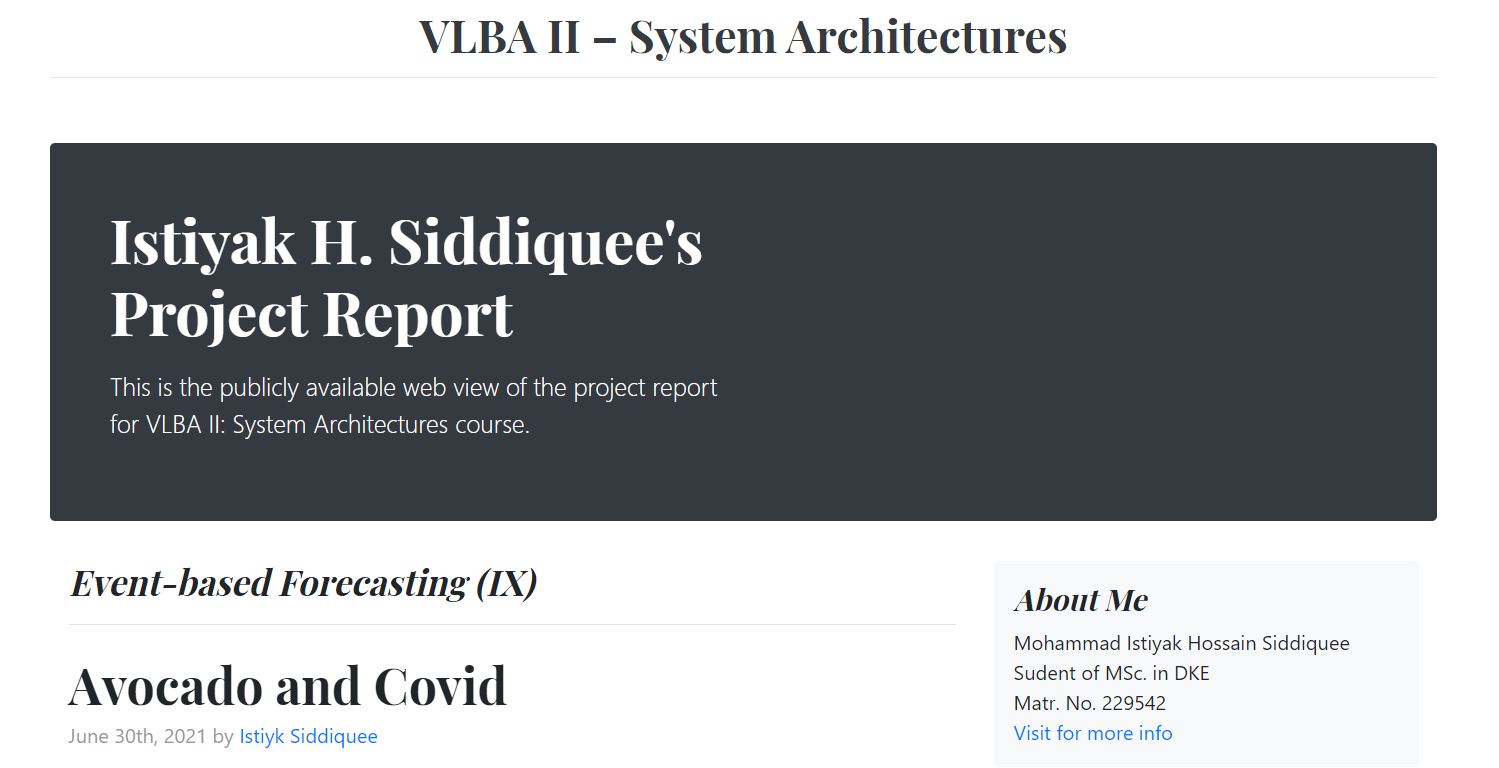 VLBA II – System Architectures
Istiyak H. Siddiquee's
Project Report
This is the publicly available web view of the project report
for VLBA II: System Architectures course.
Event-based Forecasting (IX)
Avocado and Covid
June 30th, 2021 by Istiyk Siddiquee
About Me
Mohammad Istiyak Hossain Siddiquee
Sudent of MSc. in DKE
Matr. No. 229542
Visit for more info